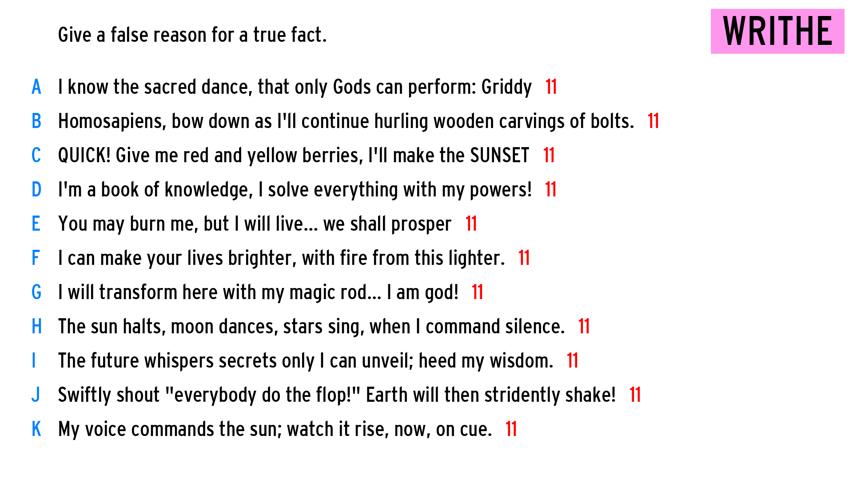 Give a false reason for a true fact.
WRITHE
A I know the sacred dance, that only Gods can perform: Griddy 11
B Homosapiens, bow down as I'll continue hurling wooden carvings of bolts. 11
C QUICK! Give me red and yellow berries, I'll make the SUNSET 11
D I'm a book of knowledge, I solve everything with my powers! 11
E You may burn me, but I will live... we shall prosper 11
F I can make your lives brighter, with fire from this lighter. 11
G I will transform here with my magic rod... I am god! 11
H The sun halts, moon dances, stars sing, when I command silence. 11
I The future whispers secrets only I can unveil; heed my wisdom. 11
J Swiftly shout "everybody do the flop!" Earth will then stridently shake! 11
K My voice commands the sun; watch it rise, now, on cue. 11